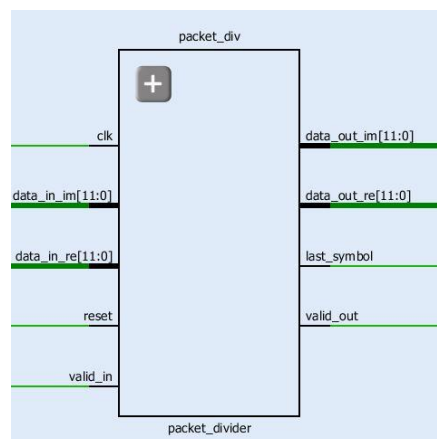 packet_div
clk
data_in_im[11:0]
data_in_re[11:0]
reset
valid_in
data_out_im[11:0]
data_out_re[11:0]
last_symbol
valid_out
packet_divider